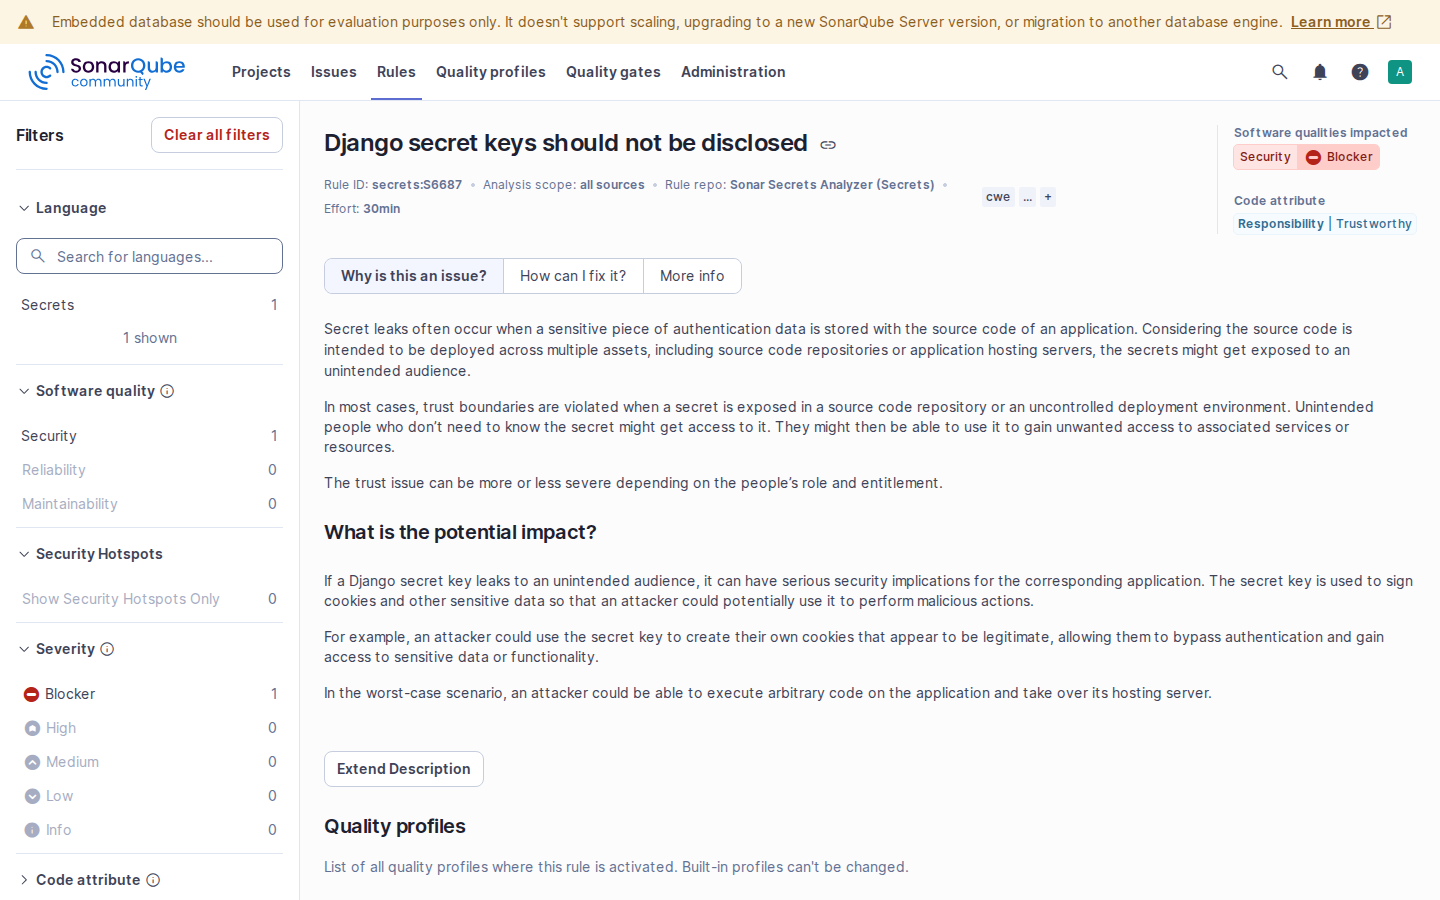 Embedded database should be used for evaluation purposes only. It doesn't support scaling, upgrading to a new SonarQube Server version, or migration to another database engine. Learn more
SonarQube community
Projects Issues Rules Quality profiles Quality gates Administration
A
Filters
Clear all filters
Language
Search for languages...
Secrets 1
1 shown
Software quality
Security 1
Reliability 0
Maintainability 0
Security Hotspots
Show Security Hotspots Only 0
Severity
Blocker 1
High 0
Medium 0
Low 0
Info 0
Code attribute
Django secret keys should not be disclosed
Rule ID: secrets:S6687 • Analysis scope: all sources • Rule repo: Sonar Secrets Analyzer (Secrets) •
Effort: 30min
cwe ... +
Software qualities impacted
Security Blocker
Code attribute
Responsibility | Trustworthy
Why is this an issue? How can I fix it? More info
Secret leaks often occur when a sensitive piece of authentication data is stored with the source code of an application. Considering the source code is
intended to be deployed across multiple assets, including source code repositories or application hosting servers, the secrets might get exposed to an
unintended audience.
In most cases, trust boundaries are violated when a secret is exposed in a source code repository or an uncontrolled deployment environment. Unintended
people who don’t need to know the secret might get access to it. They might then be able to use it to gain unwanted access to associated services or
resources.
The trust issue can be more or less severe depending on the people’s role and entitlement.
What is the potential impact?
If a Django secret key leaks to an unintended audience, it can have serious security implications for the corresponding application. The secret key is used to sign
cookies and other sensitive data so that an attacker could potentially use it to perform malicious actions.
For example, an attacker could use the secret key to create their own cookies that appear to be legitimate, allowing them to bypass authentication and gain
access to sensitive data or functionality.
In the worst-case scenario, an attacker could be able to execute arbitrary code on the application and take over its hosting server.
Extend Description
Quality profiles
List of all quality profiles where this rule is activated. Built-in profiles can't be changed.